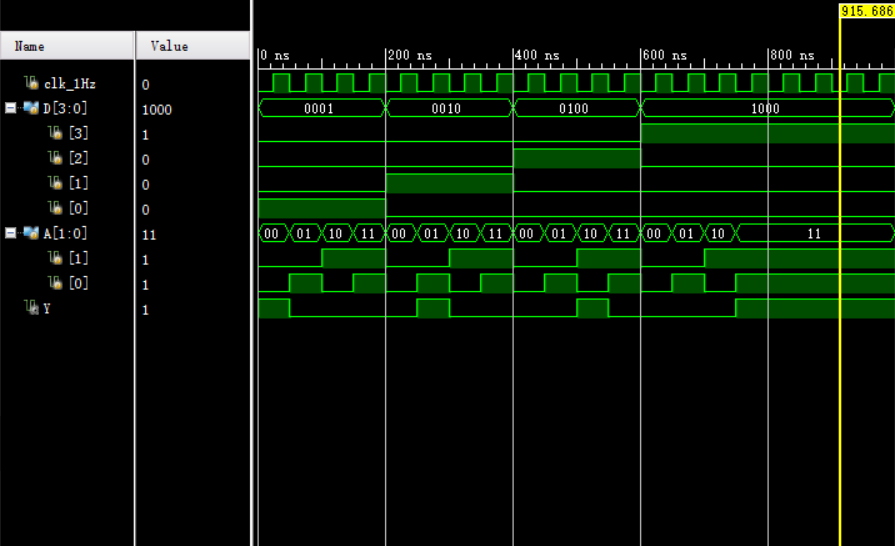 915.686
Name Value
0 ns 200 ns 400 ns 600 ns 800 ns
clk_1Hz 0
D[3:0] 1000 0001 0010 0100 1000
[3] 1
[2] 0
[1] 0
[0] 0
A[1:0] 11 00 01 10 11 00 01 10 11 00 01 10 11 00 01 10 11
[1] 1
[0] 1
Y 1